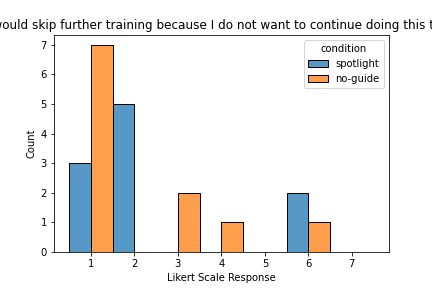 ould skip further training because I do not want to continue doing this t
condition
spotlight
no-guide
7
6
5
4
3
2
1
0
Count
1 2 3 4 5 6 7
Likert Scale Response